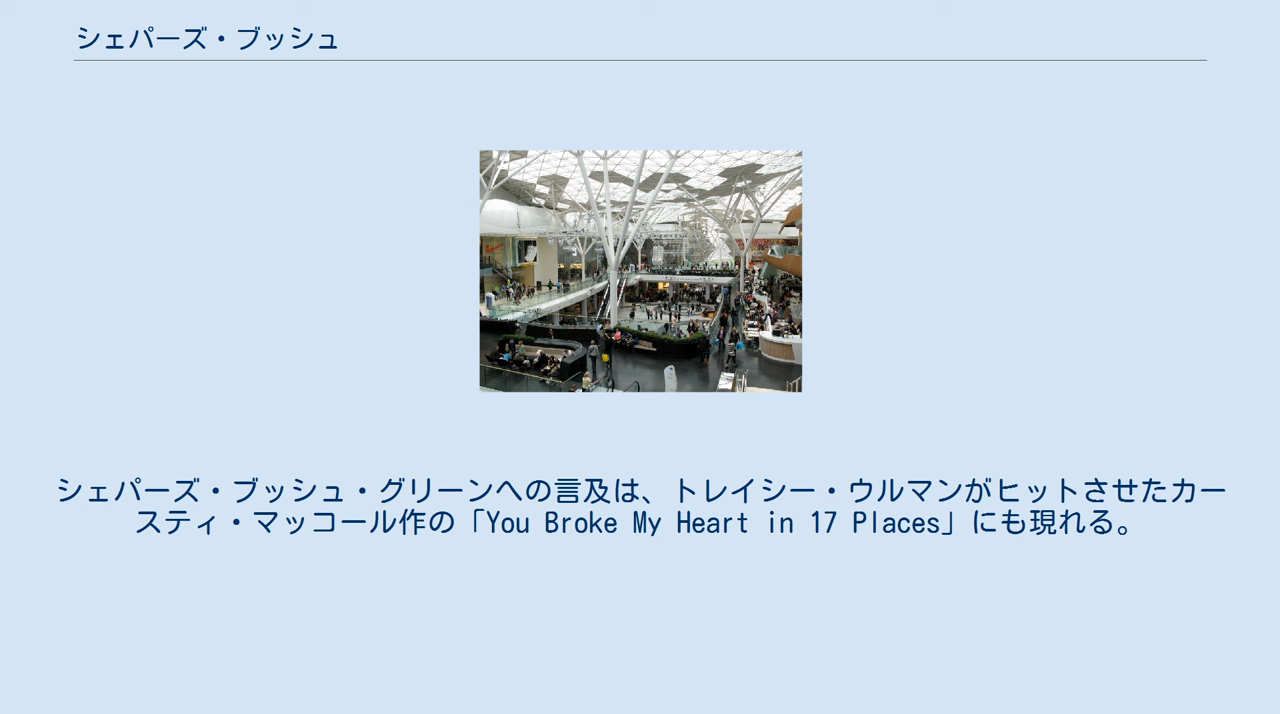 シェパーズ・ブッシュ
シェパーズ・ブッシュ・グリーンへの言及は、トレイシー・ウルマンがヒットさせたカー
スティ・マッコール作の「You Broke My Heart in 17 Places」にも現れる。